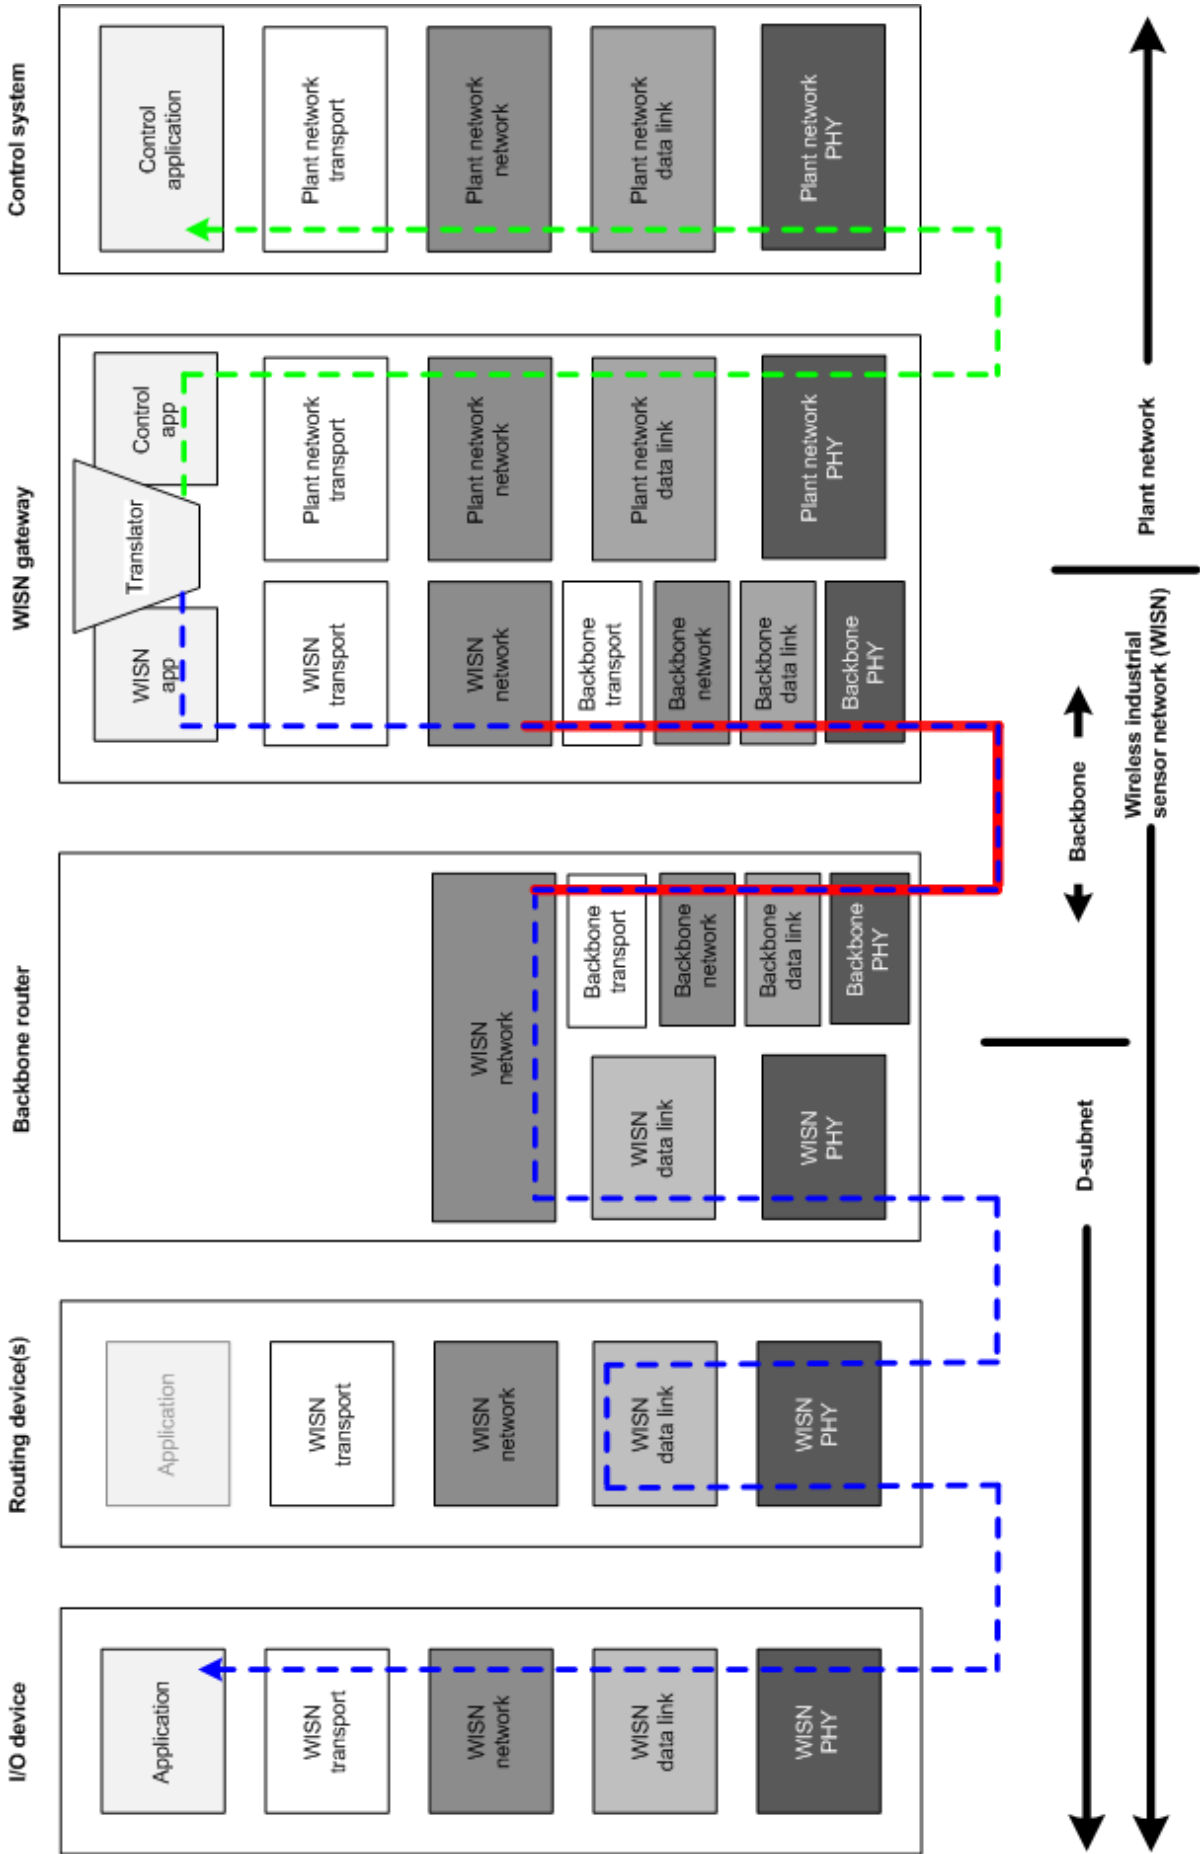 I/O device
Application
WISN
transport
WISN
network
WISN
data link
WISN
PHY
Routing device(s)
Application
WISN
transport
WISN
network
WISN
data link
WISN
PHY
Backbone router
WISN
network
WISN
data link
WISN
PHY
Backbone
transport
Backbone
network
Backbone
data link
Backbone
PHY
WISN gateway
WISN
app
Translator
Control
app
WISN
transport
WISN
network
Backbone
transport
Backbone
network
Backbone
data link
Backbone
PHY
Plant network
transport
Plant network
network
Plant network
data link
Plant network
PHY
Control system
Control
application
Plant network
transport
Plant network
network
Plant network
data link
Plant network
PHY
D-subnet
Backbone
Wireless industrial
sensor network (WISN)
Plant network